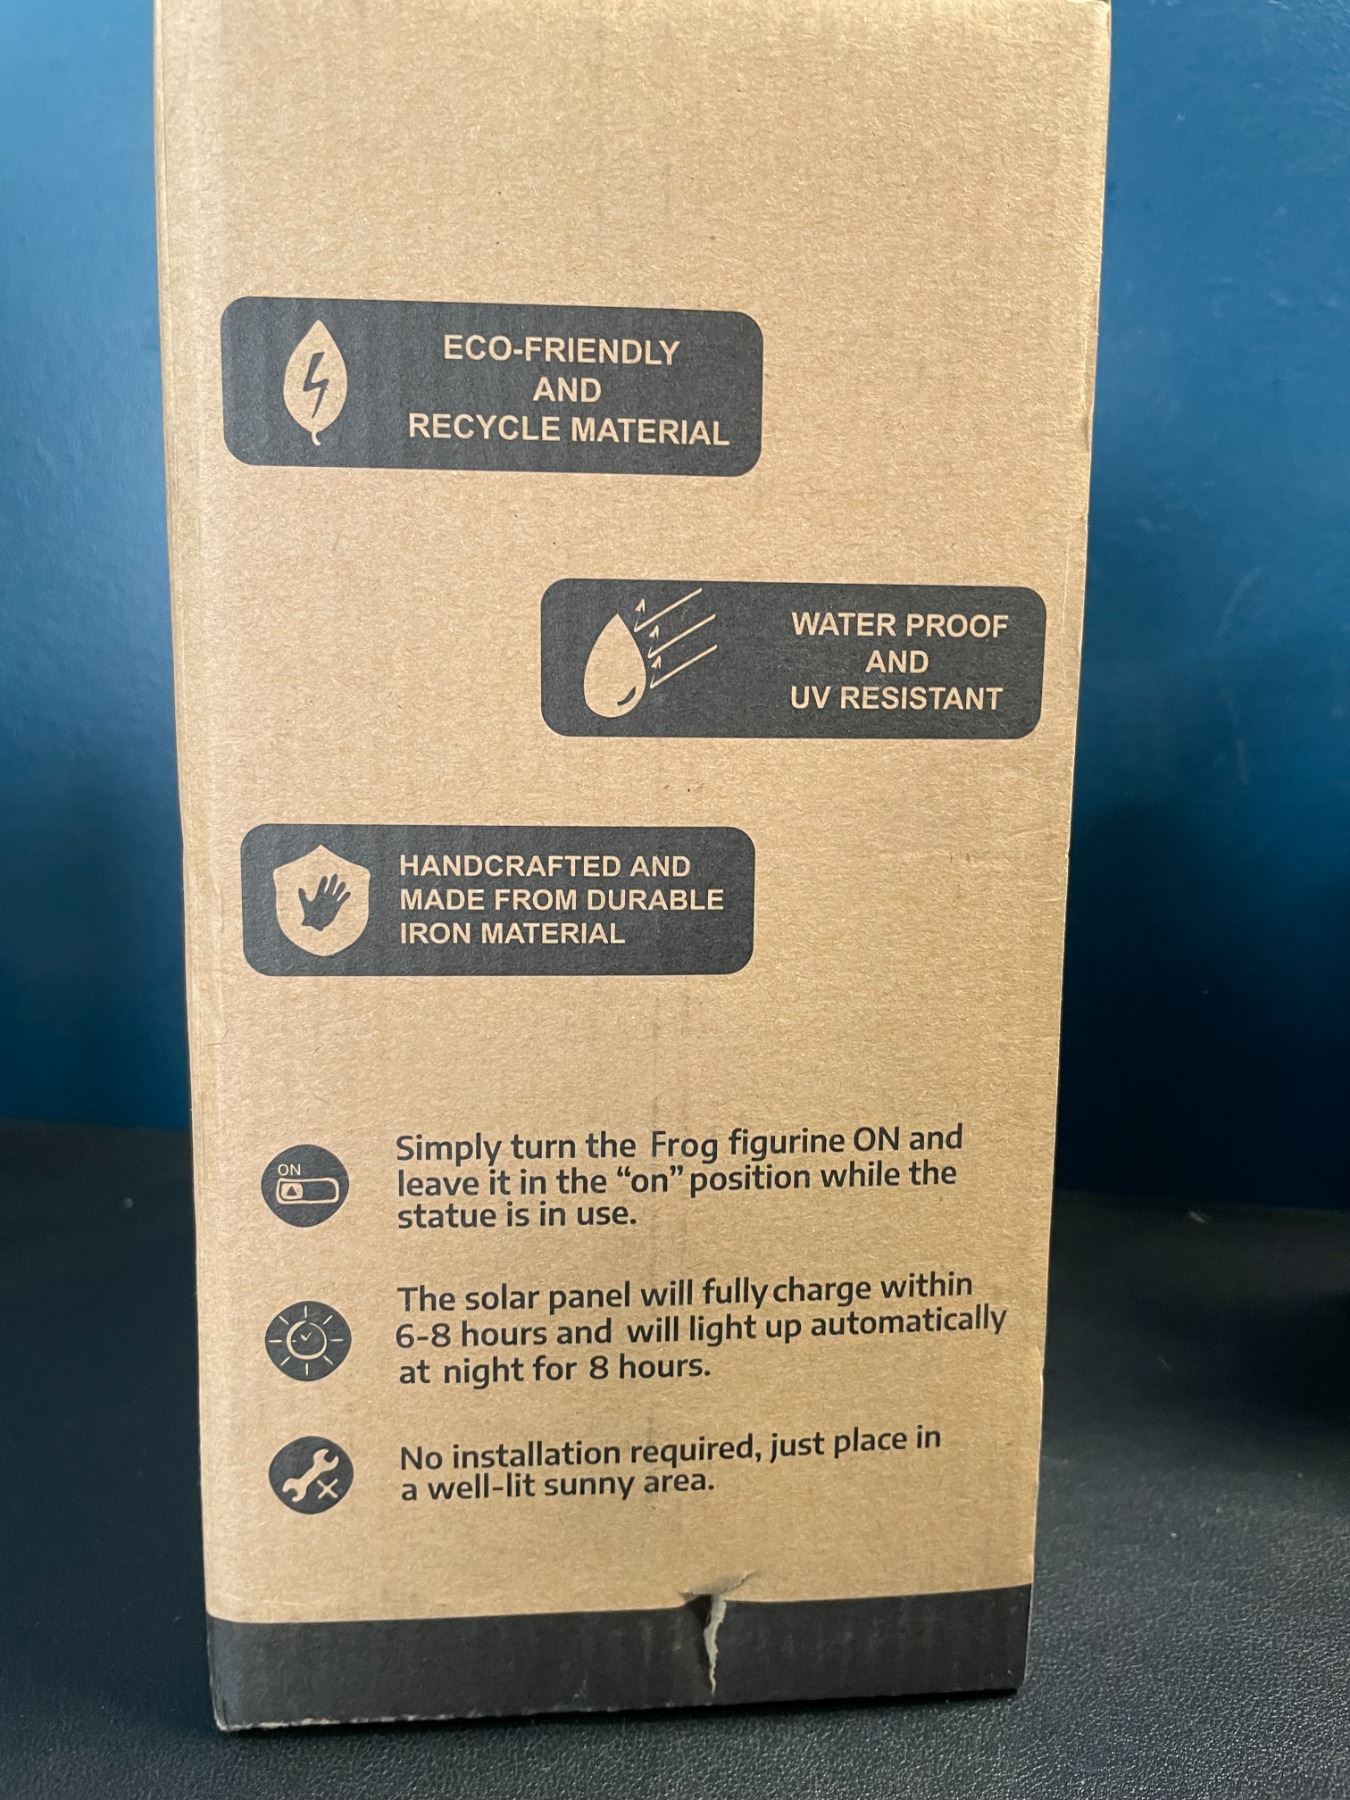 ECO-FRIENDLY
AND
RECYCLE MATERIAL
WATER PROOF
AND
UV RESISTANT
HANDCRAFTED AND
MADE FROM DURABLE
IRON MATERIAL
ON
Simply turn the Frog figurine ON and
leave it in the “on” position while the
statue is in use.
The solar panel will fully charge within
6-8 hours and will light up automatically
at night for 8 hours.
No installation required, just place in
a well-lit sunny area.